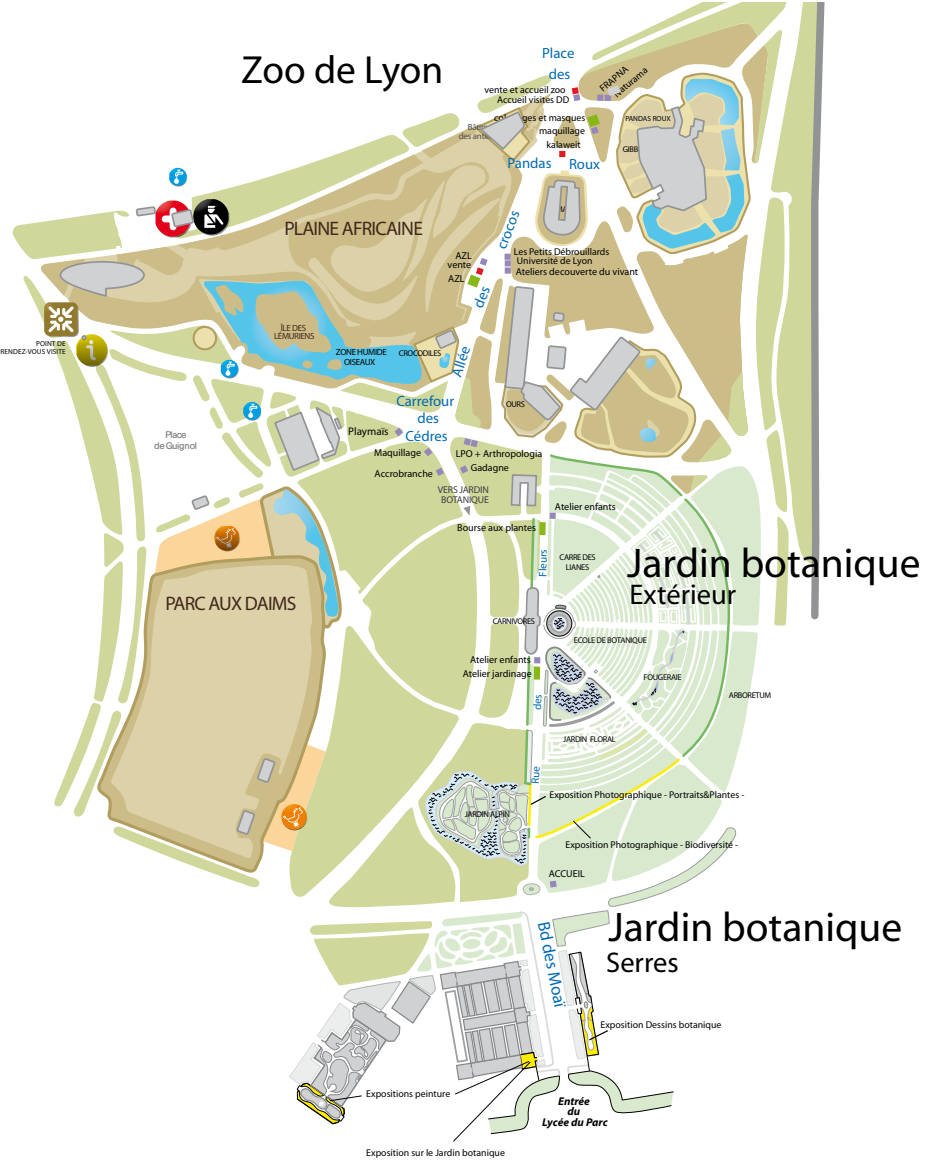 Zoo de Lyon
Place
des
vente et accueil zoo
Accueil visites DD
FRAPNA
Naturama
et masques
maquillage
kalaweit
Bâ
des ant
PANDAS ROUX
GIBB
Pandas Roux
PLAINE AFRICAINE
AZL
vente
AZL
Les Petits Débrouillards
Université de Lyon
Ateliers decouverte du vivant
Allée des crocos
POINT DE
RENDEZ-VOUS VISITE
ÎLE DES
LÉMURIENS
ZONE HUMIDE
OISEAUX
CROCODILES
OURS
Carrefour
des
Cédres
Place
de Guignol
Playmaïs
Maquillage
Accrobranche
LPO + Arthropologia
Gadagne
VERS JARDIN
BOTANIQUE
Atelier enfants
Bourse aux plantes
CARRE DES
LIANES
Jardin botanique
Extérieur
PARC AUX DAIMS
CARNIVORES
ECOLE DE BOTANIQUE
Atelier enfants
Atelier jardinage
FOUGERAIE
ARBORETUM
Rue des Fleurs
JARDIN FLORAL
Exposition Photographique - Portraits&Plantes -
JARDIN ALPIN
Exposition Photographique - Biodiversité -
ACCUEIL
Jardin botanique
Serres
Bd des Moaï
Exposition Dessins botanique
Expositions peinture
Entrée
du
Lycée du Parc
Exposition sur le Jardin botanique